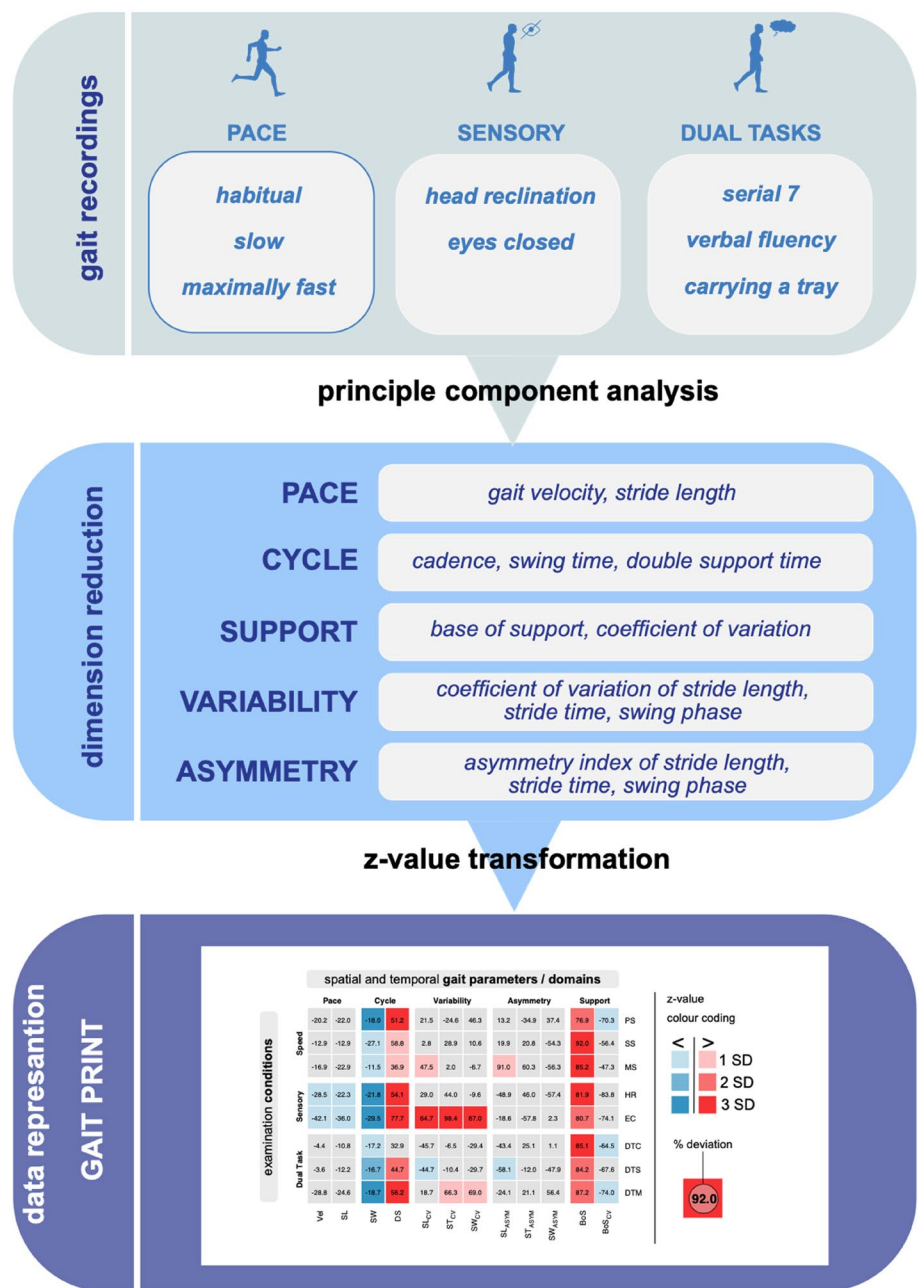 gait recordings
PACE
habitual
slow
maximally fast
SENSORY
head reclination
eyes closed
DUAL TASKS
serial 7
verbal fluency
carrying a tray
principle component analysis
dimension reduction
PACE
gait velocity, stride length
CYCLE
cadence, swing time, double support time
SUPPORT
base of support, coefficient of variation
VARIABILITY
coefficient of variation of stride length,
stride time, swing phase
ASYMMETRY
asymmetry index of stride length,
stride time, swing phase
z-value transformation
data represantion
GAIT PRINT
spatial and temporal gait parameters / domains
Pace Cycle Variability Asymmetry Support
examination conditions
Speed
-20.2 -22.0 -18.0 51.2 21.5 -24.6 46.3 13.2 -34.9 37.4 76.9 -70.3 PS
-12.9 -12.9 -27.1 58.8 2.8 28.9 10.6 19.9 20.8 -54.3 92.0 -56.4 SS
-16.9 -22.9 -11.5 36.9 47.5 2.0 -6.7 91.0 60.3 -56.3 85.2 -47.3 MS
Sensory
-28.5 -22.3 -21.8 54.1 29.0 44.0 -9.6 -48.9 46.0 -57.4 81.9 -83.8 HR
-42.1 -36.0 -29.5 77.7 64.7 98.4 67.0 -18.6 -57.8 2.3 80.7 -74.1 EC
Dual Task
-4.4 -10.8 -17.2 32.9 -45.7 -6.5 -29.4 -43.4 25.1 1.1 85.1 -64.5 DTC
-3.6 -12.2 -16.7 44.7 -44.7 -10.4 -29.7 -58.1 -12.0 -47.9 84.2 -67.6 DTS
-28.8 -24.6 -18.7 56.2 18.7 66.3 69.0 -24.1 21.1 56.4 87.2 -74.0 DTM
Vel SL SW DS SLCV STCV SWCV SLASYM STASYM SWASYM BoS BoSCV
z-value
colour coding
< >
1 SD
2 SD
3 SD
% deviation
92.0